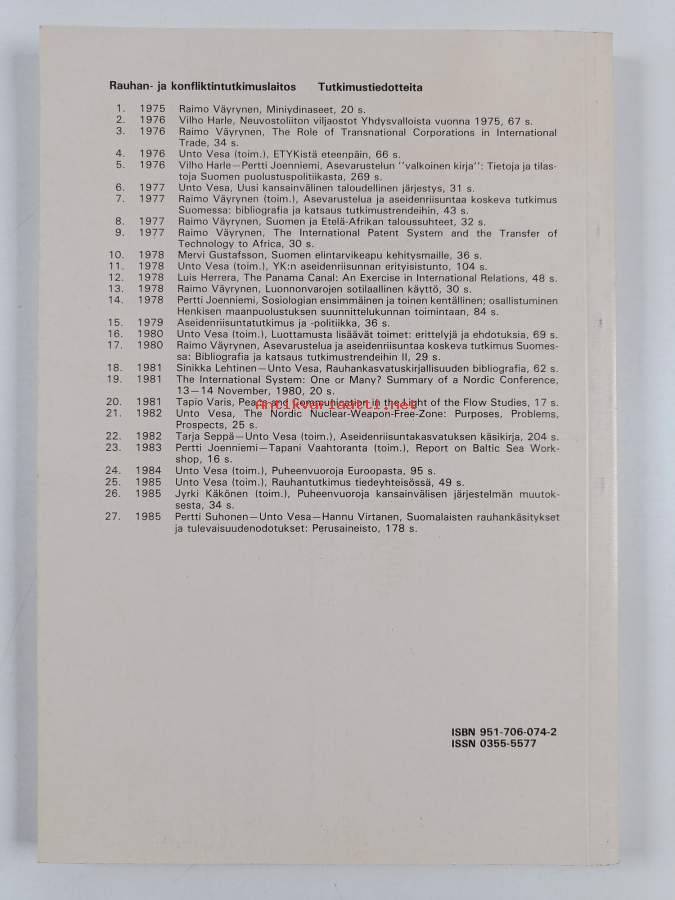 Rauhan- ja konfliktintutkimuslaitos Tutkimustiedotteita
1. 1975 Raimo Väyrynen, Miniydinaseet, 20 s.
2. 1976 Vilho Harle, Neuvostoliiton viljaostot Yhdysvalloista vuonna 1975, 67 s.
3. 1976 Raimo Väyrynen, The Role of Transnational Corporations in International
Trade, 34 s.
4. 1976 Unto Vesa (toim.), ETYKistä eteenpäin, 66 s.
5. 1976 Vilho Harle—Pertti Joenniemi, Asevarustelun ''valkoinen kirja'': Tietoja ja tilas-
toja Suomen puolustuspolitiikasta, 269 s.
6. 1977 Unto Vesa, Uusi kansainvälinen taloudellinen järjestys, 31 s.
7. 1977 Raimo Väyrynen (toim.), Asevarustelua ja aseidenriisuntaa koskeva tutkimus
Suomessa: bibliografia ja katsaus tutkimustrendeihin, 43 s.
8. 1977 Raimo Väyrynen, Suomen ja Etelä-Afrikan taloussuhteet, 32 s.
9. 1977 Raimo Väyrynen, The International Patent System and the Transfer of
Technology to Africa, 30 s.
10. 1978 Mervi Gustafsson, Suomen elintarvikeapu kehitysmaille, 36 s.
11. 1978 Unto Vesa (toim.), YK:n aseidenriisunnan erityisistunto, 104 s.
12. 1978 Luis Herrera, The Panama Canal: An Exercise in International Relations, 48 s.
13. 1978 Raimo Väyrynen, Luonnonvarojen sotilaallinen käyttö, 30 s.
14. 1978 Pertti Joenniemi, Sosiologian ensimmäinen ja toinen kentällinen; osallistuminen
Henkisen maanpuolustuksen suunnittelukunnan toimintaan, 84 s.
15. 1979 Aseidenriisuntatutkimus ja -politiikka, 36 s.
16. 1980 Unto Vesa (toim.), Luottamusta lisäävät toimet: erittelyjä ja ehdotuksia, 69 s.
17. 1980 Raimo Väyrynen, Asevarustelua ja aseidenriisuntaa koskeva tutkimus Suomes-
sa: Bibliografia ja katsaus tutkimustrendeihin II, 29 s.
18. 1981 Sinikka Lehtinen—Unto Vesa, Rauhankasvatuskirjallisuuden bibliografia, 62 s.
19. 1981 The International System: One or Many? Summary of a Nordic Conference,
13—14 November, 1980, 20 s.
20. 1981 Tapio Varis, Peace and Communication in the Light of the Flow Studies, 17 s.
Antikvariaatti.net
21. 1982 Unto Vesa, The Nordic Nuclear-Weapon-Free-Zone: Purposes, Problems,
Prospects, 25 s.
22. 1982 Tarja Seppä—Unto Vesa (toim.), Aseidenriisuntakasvatuksen käsikirja, 204 s.
23. 1983 Pertti Joenniemi—Tapani Vaahtoranta (toim.), Report on Baltic Sea Work-
shop, 16 s.
24. 1984 Unto Vesa (toim.), Puheenvuoroja Euroopasta, 95 s.
25. 1985 Unto Vesa (toim.), Rauhantutkimus tiedeyhteisössä, 49 s.
26. 1985 Jyrki Käkönen (toim.), Puheenvuoroja kansainvälisen järjestelmän muutok-
sesta, 34 s.
27. 1985 Pertti Suhonen—Unto Vesa—Hannu Virtanen, Suomalaisten rauhankäsitykset
ja tulevaisuudenodotukset: Perusaineisto, 178 s.
ISBN 951-706-074-2
ISSN 0355-5577